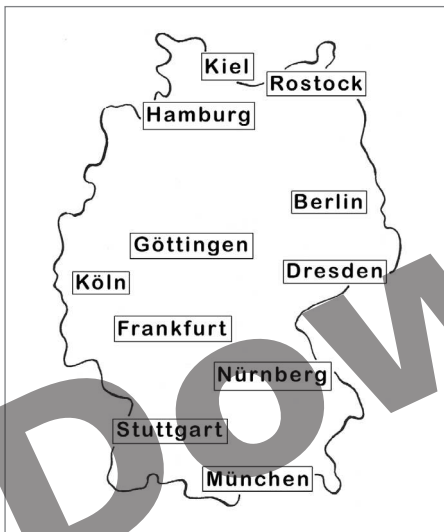 Kiel
Rostock
Hamburg
Berlin
Göttingen
Dresden
Köln
Frankfurt
Nürnberg
Stuttgart
München
Dow